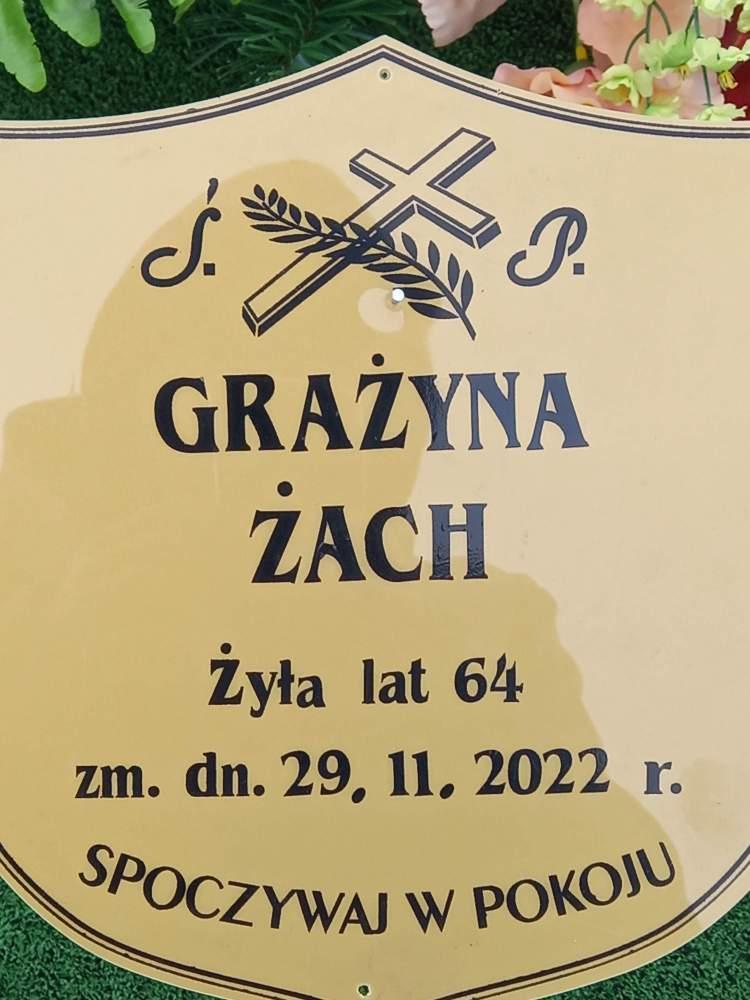 Ś. P.
GRAŻYNA
ŻACH
Żyła lat 64
zm. dn. 29. 11. 2022 r.
SPOCZYWAJ W POKOJU